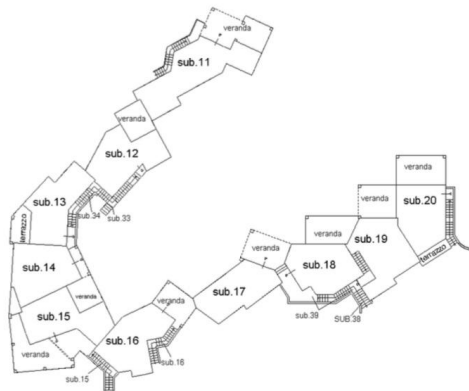 veranda
sub.11
veranda
sub.12
sub.13
sub.34
sub.33
terrazzo
sub.14
veranda
sub.15
veranda
sub.15
veranda
sub.16
sub.16
sub.17
veranda
veranda
sub.18
sub.39
veranda
sub.19
SUB.38
veranda
sub.20
terrazzo